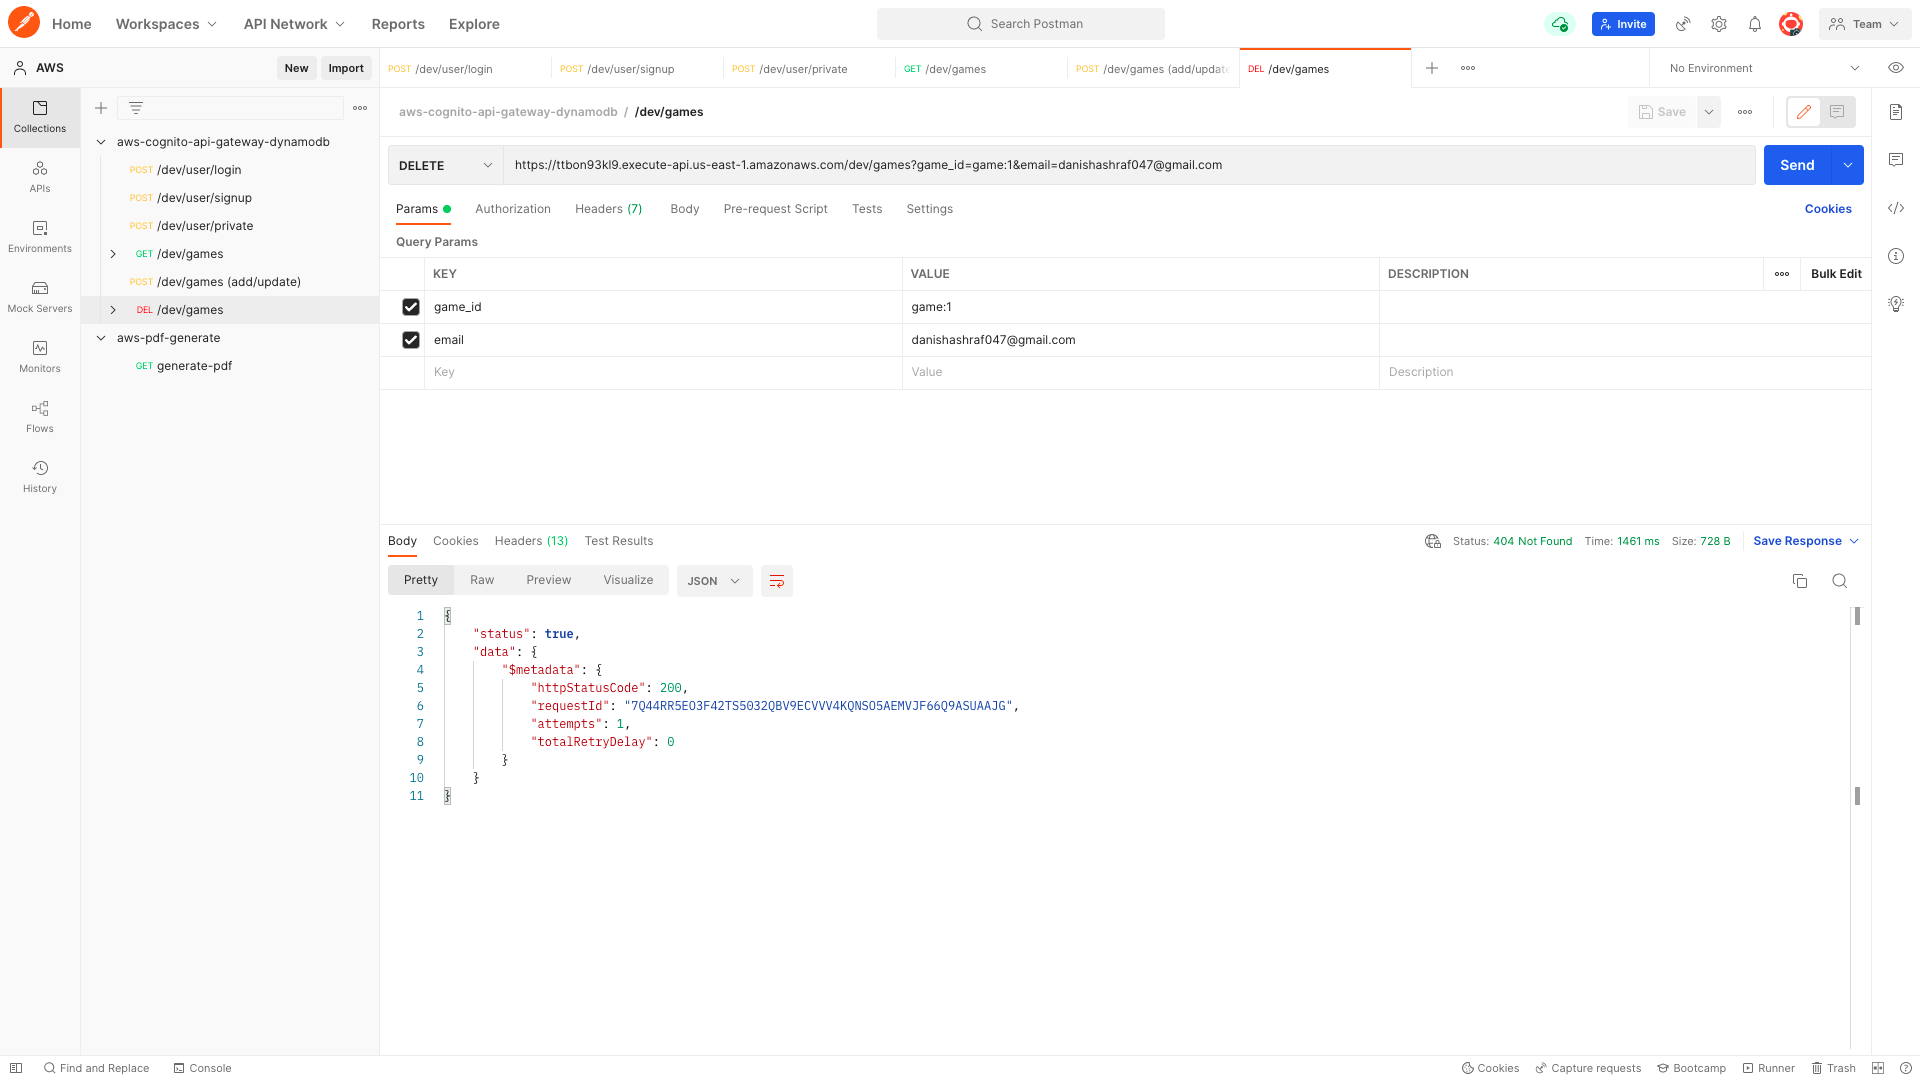 Home Workspaces API Network Reports Explore Search Postman Invite Team
AWS New Import
POST /dev/user/login POST /dev/user/signup POST /dev/user/private GET /dev/games POST /dev/games (add/update DEL /dev/games No Environment
Collections
APIs
Environments
Mock Servers
Monitors
Flows
History
aws-cognito-api-gateway-dynamodb
POST /dev/user/login
POST /dev/user/signup
POST /dev/user/private
GET /dev/games
POST /dev/games (add/update)
DEL /dev/games
aws-pdf-generate
GET generate-pdf
aws-cognito-api-gateway-dynamodb / /dev/games Save
DELETE https://ttbon93kl9.execute-api.us-east-1.amazonaws.com/dev/games?game_id=game:1&email=danishashraf047@gmail.com Send
Params Authorization Headers (7) Body Pre-request Script Tests Settings Cookies
Query Params
KEY VALUE DESCRIPTION Bulk Edit
game_id game:1
email danishashraf047@gmail.com
Key Value Description
Body Cookies Headers (13) Test Results Status: 404 Not Found Time: 1461 ms Size: 728 B Save Response
Pretty Raw Preview Visualize JSON
1 {
2 "status": true,
3 "data": {
4 "$metadata": {
5 "httpStatusCode": 200,
6 "requestId": "7Q44RR5EO3F42TS5032QBV9ECVVV4KQNSO5AEMVJF66Q9ASUAAJG",
7 "attempts": 1,
8 "totalRetryDelay": 0
9 }
10 }
11 }
Find and Replace Console Cookies Capture requests Bootcamp Runner Trash